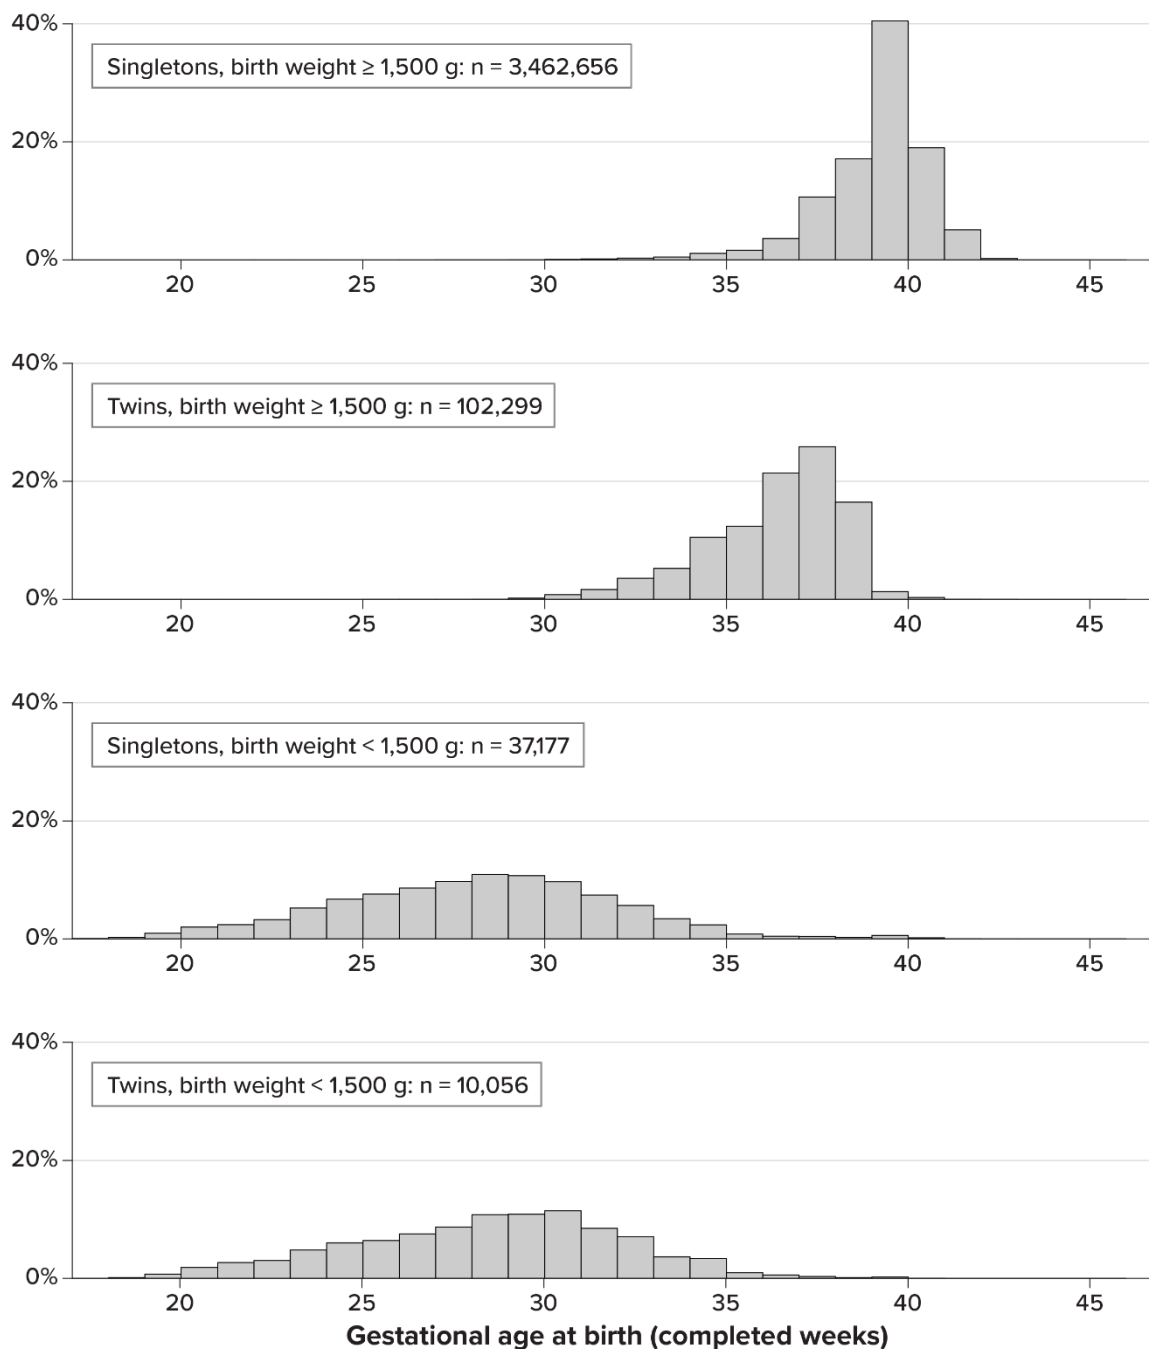 40%
Singletons, birth weight ≥ 1,500 g: n = 3,462,656
20%
0%
20 25 30 35 40 45
40%
Twins, birth weight ≥ 1,500 g: n = 102,299
20%
0%
20 25 30 35 40 45
40%
Singletons, birth weight < 1,500 g: n = 37,177
20%
0%
20 25 30 35 40 45
40%
Twins, birth weight < 1,500 g: n = 10,056
20%
0%
20 25 30 35 40 45
Gestational age at birth (completed weeks)